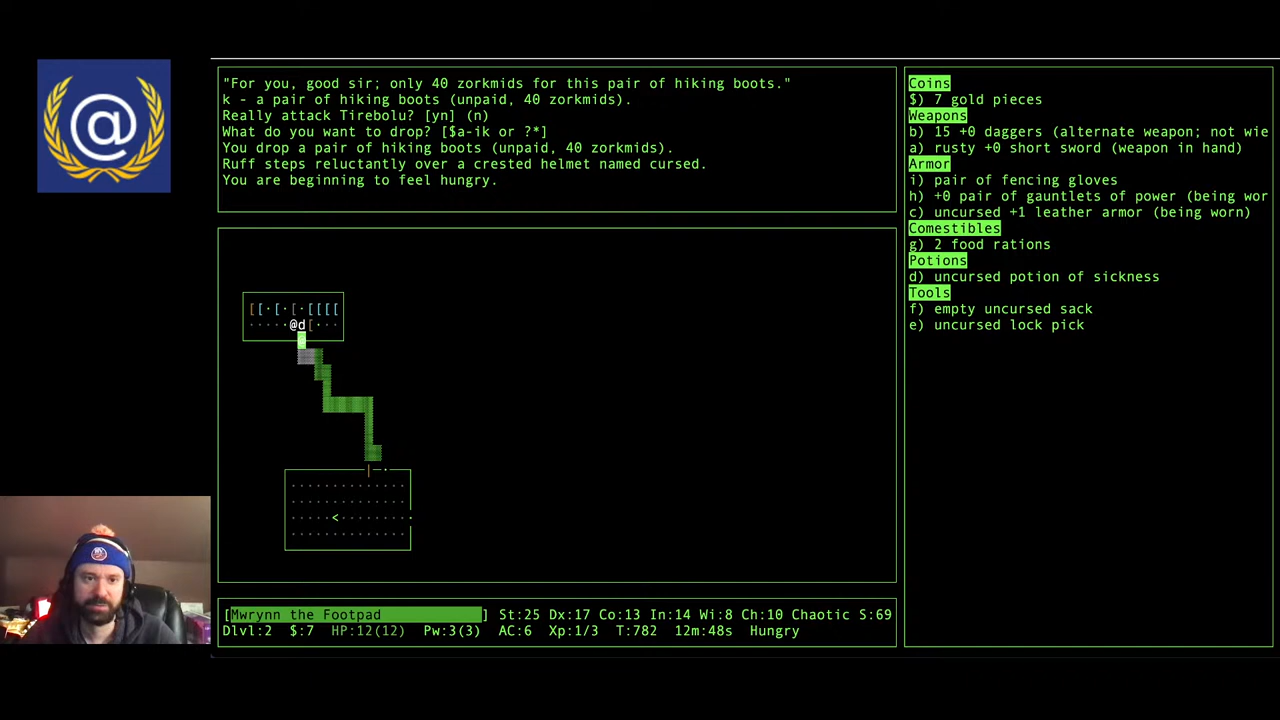 @
"For you, good sir; only 40 zorkmids for this pair of hiking boots."
k - a pair of hiking boots (unpaid, 40 zorkmids).
Really attack Tirebolu? [yn] (n)
What do you want to drop? [$a-ik or ?*]
You drop a pair of hiking boots (unpaid, 40 zorkmids).
Ruff steps reluctantly over a crested helmet named cursed.
You are beginning to feel hungry.
[[·[·[·[[[[
·····@d[···
|-·
·············
·············
·····<········
·············
[Mwrynn the Footpad ] St:25 Dx:17 Co:13 In:14 Wi:8 Ch:10 Chaotic S:69
Dlvl:2 $:7 HP:12(12) Pw:3(3) AC:6 Xp:1/3 T:782 12m:48s Hungry
Coins
$) 7 gold pieces
Weapons
b) 15 +0 daggers (alternate weapon; not wie
a) rusty +0 short sword (weapon in hand)
Armor
i) pair of fencing gloves
h) +0 pair of gauntlets of power (being wor
c) uncursed +1 leather armor (being worn)
Comestibles
g) 2 food rations
Potions
d) uncursed potion of sickness
Tools
f) empty uncursed sack
e) uncursed lock pick